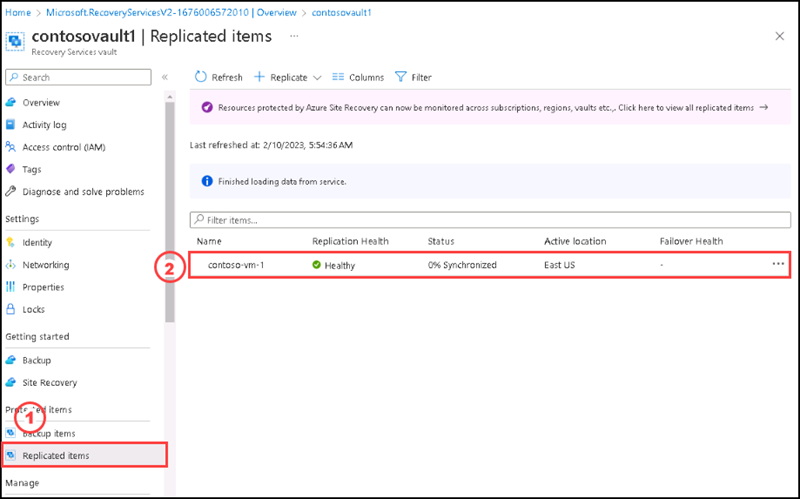 Home > Microsoft.RecoveryServicesV2-1676006572010 | Overview > contosovault1
contosovault1 | Replicated items ...
Recovery Services vault
Search
Overview
Activity log
Access control (IAM)
Tags
Diagnose and solve problems
Settings
Identity
Networking
Properties
Locks
Getting started
Backup
Site Recovery
Protected items
1
Backup items
Replicated items
Manage
Refresh Replicate Columns Filter
Resources protected by Azure Site Recovery can now be monitored across subscriptions, regions, vaults etc.,. Click here to view all replicated items →
Last refreshed at: 2/10/2023, 5:54:36 AM
Finished loading data from service.
Filter items...
Name Replication Health Status Active location Failover Health
2
contoso-vm-1 Healthy 0% Synchronized East US - ...